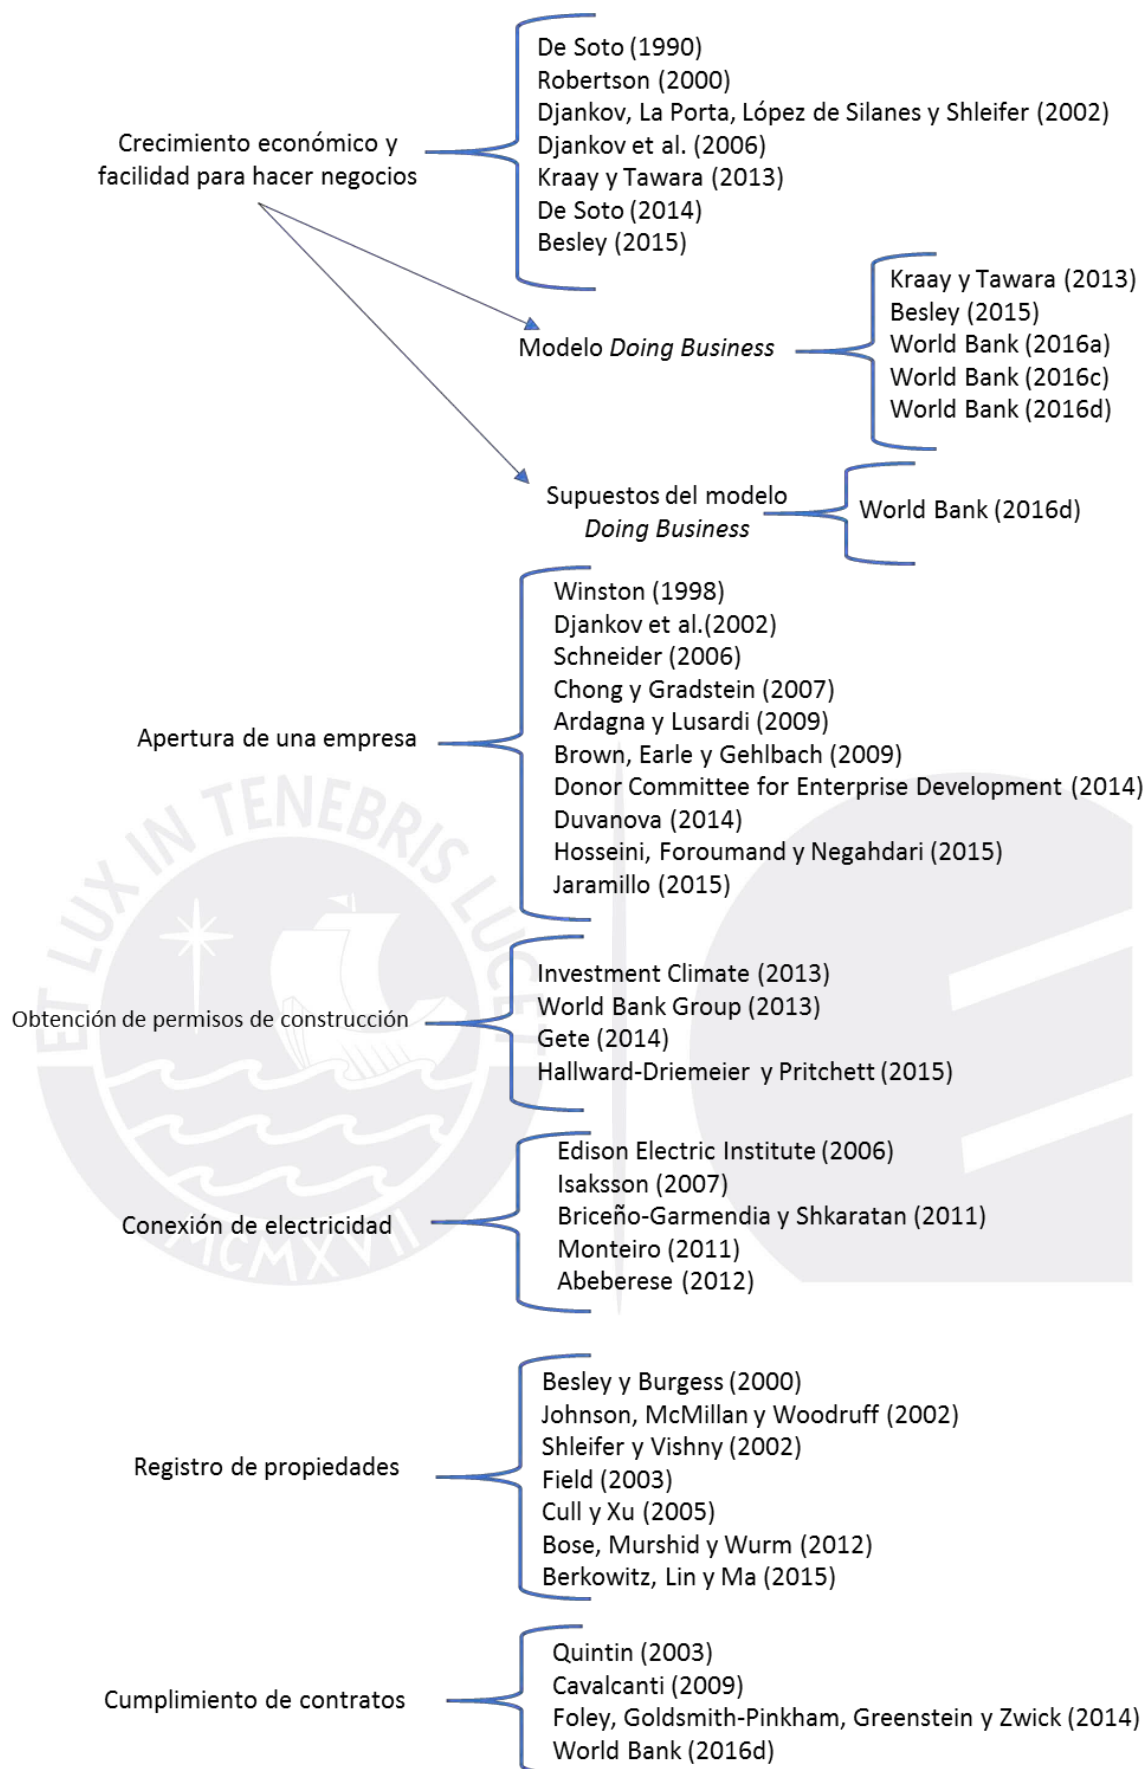 De Soto (1990)
Robertson (2000)
Djankov, La Porta, López de Silanes y Shleifer (2002)
Crecimiento económico y
facilidad para hacer negocios
Djankov et al. (2006)
Kraay y Tawara (2013)
De Soto (2014)
Besley (2015)
Modelo Doing Business
Kraay y Tawara (2013)
Besley (2015)
World Bank (2016a)
World Bank (2016c)
World Bank (2016d)
Supuestos del modelo
Doing Business
World Bank (2016d)
Apertura de una empresa
Winston (1998)
Djankov et al.(2002)
Schneider (2006)
Chong y Gradstein (2007)
Ardagna y Lusardi (2009)
Brown, Earle y Gehlbach (2009)
Donor Committee for Enterprise Development (2014)
Duvanova (2014)
Hosseini, Foroumand y Negahdari (2015)
Jaramillo (2015)
Obtención de permisos de construcción
Investment Climate (2013)
World Bank Group (2013)
Gete (2014)
Hallward-Driemeier y Pritchett (2015)
Conexión de electricidad
Edison Electric Institute (2006)
Isaksson (2007)
Briceño-Garmendia y Shkaratan (2011)
Monteiro (2011)
Abeberese (2012)
Registro de propiedades
Besley y Burgess (2000)
Johnson, McMillan y Woodruff (2002)
Shleifer y Vishny (2002)
Field (2003)
Cull y Xu (2005)
Bose, Murshid y Wurm (2012)
Berkowitz, Lin y Ma (2015)
Cumplimiento de contratos
Quintin (2003)
Cavalcanti (2009)
Foley, Goldsmith-Pinkham, Greenstein y Zwick (2014)
World Bank (2016d)
ET LUX IN TENEBRIS LUCET
MCMXVII